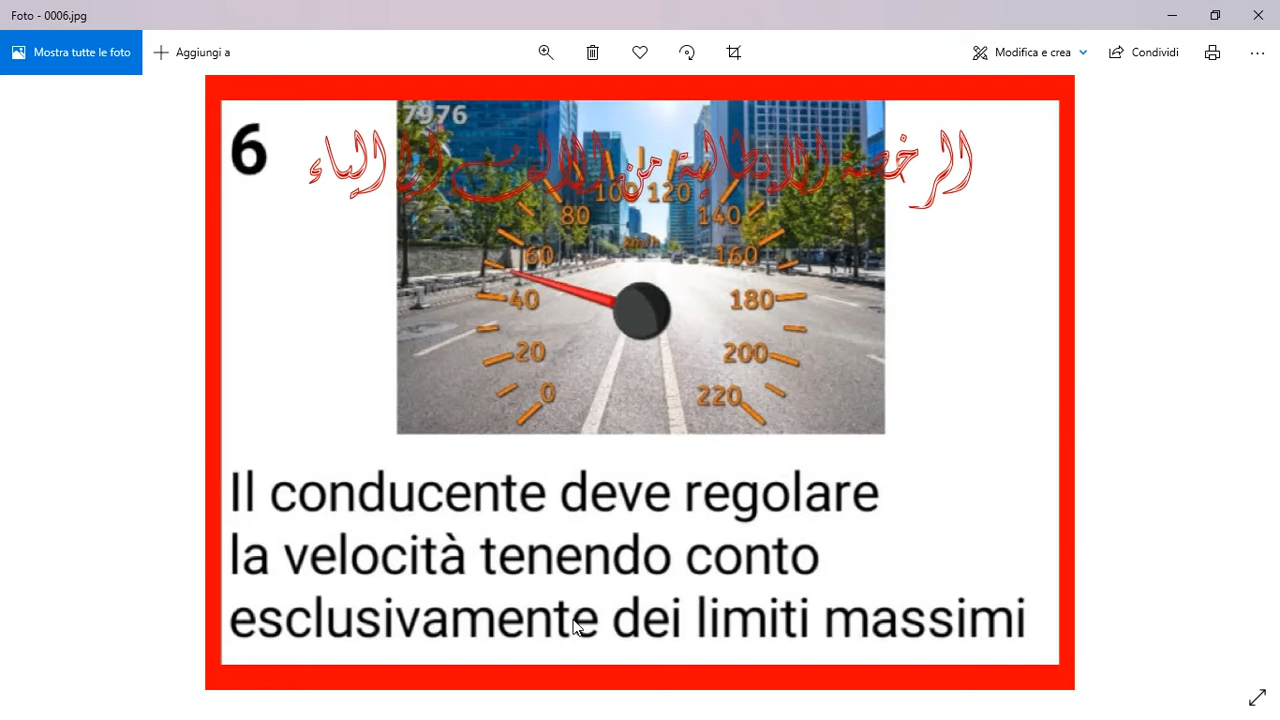 Foto - 0006.jpg
Mostra tutte le foto
Aggiungi a
Modifica e crea
Condividi
6
7976
الرخصة الايطالية من الالف الى الياء
100 120
80 140
km/h
60 160
40 180
20 200
0 220
Il conducente deve regolare
la velocità tenendo conto
esclusivamente dei limiti massimi